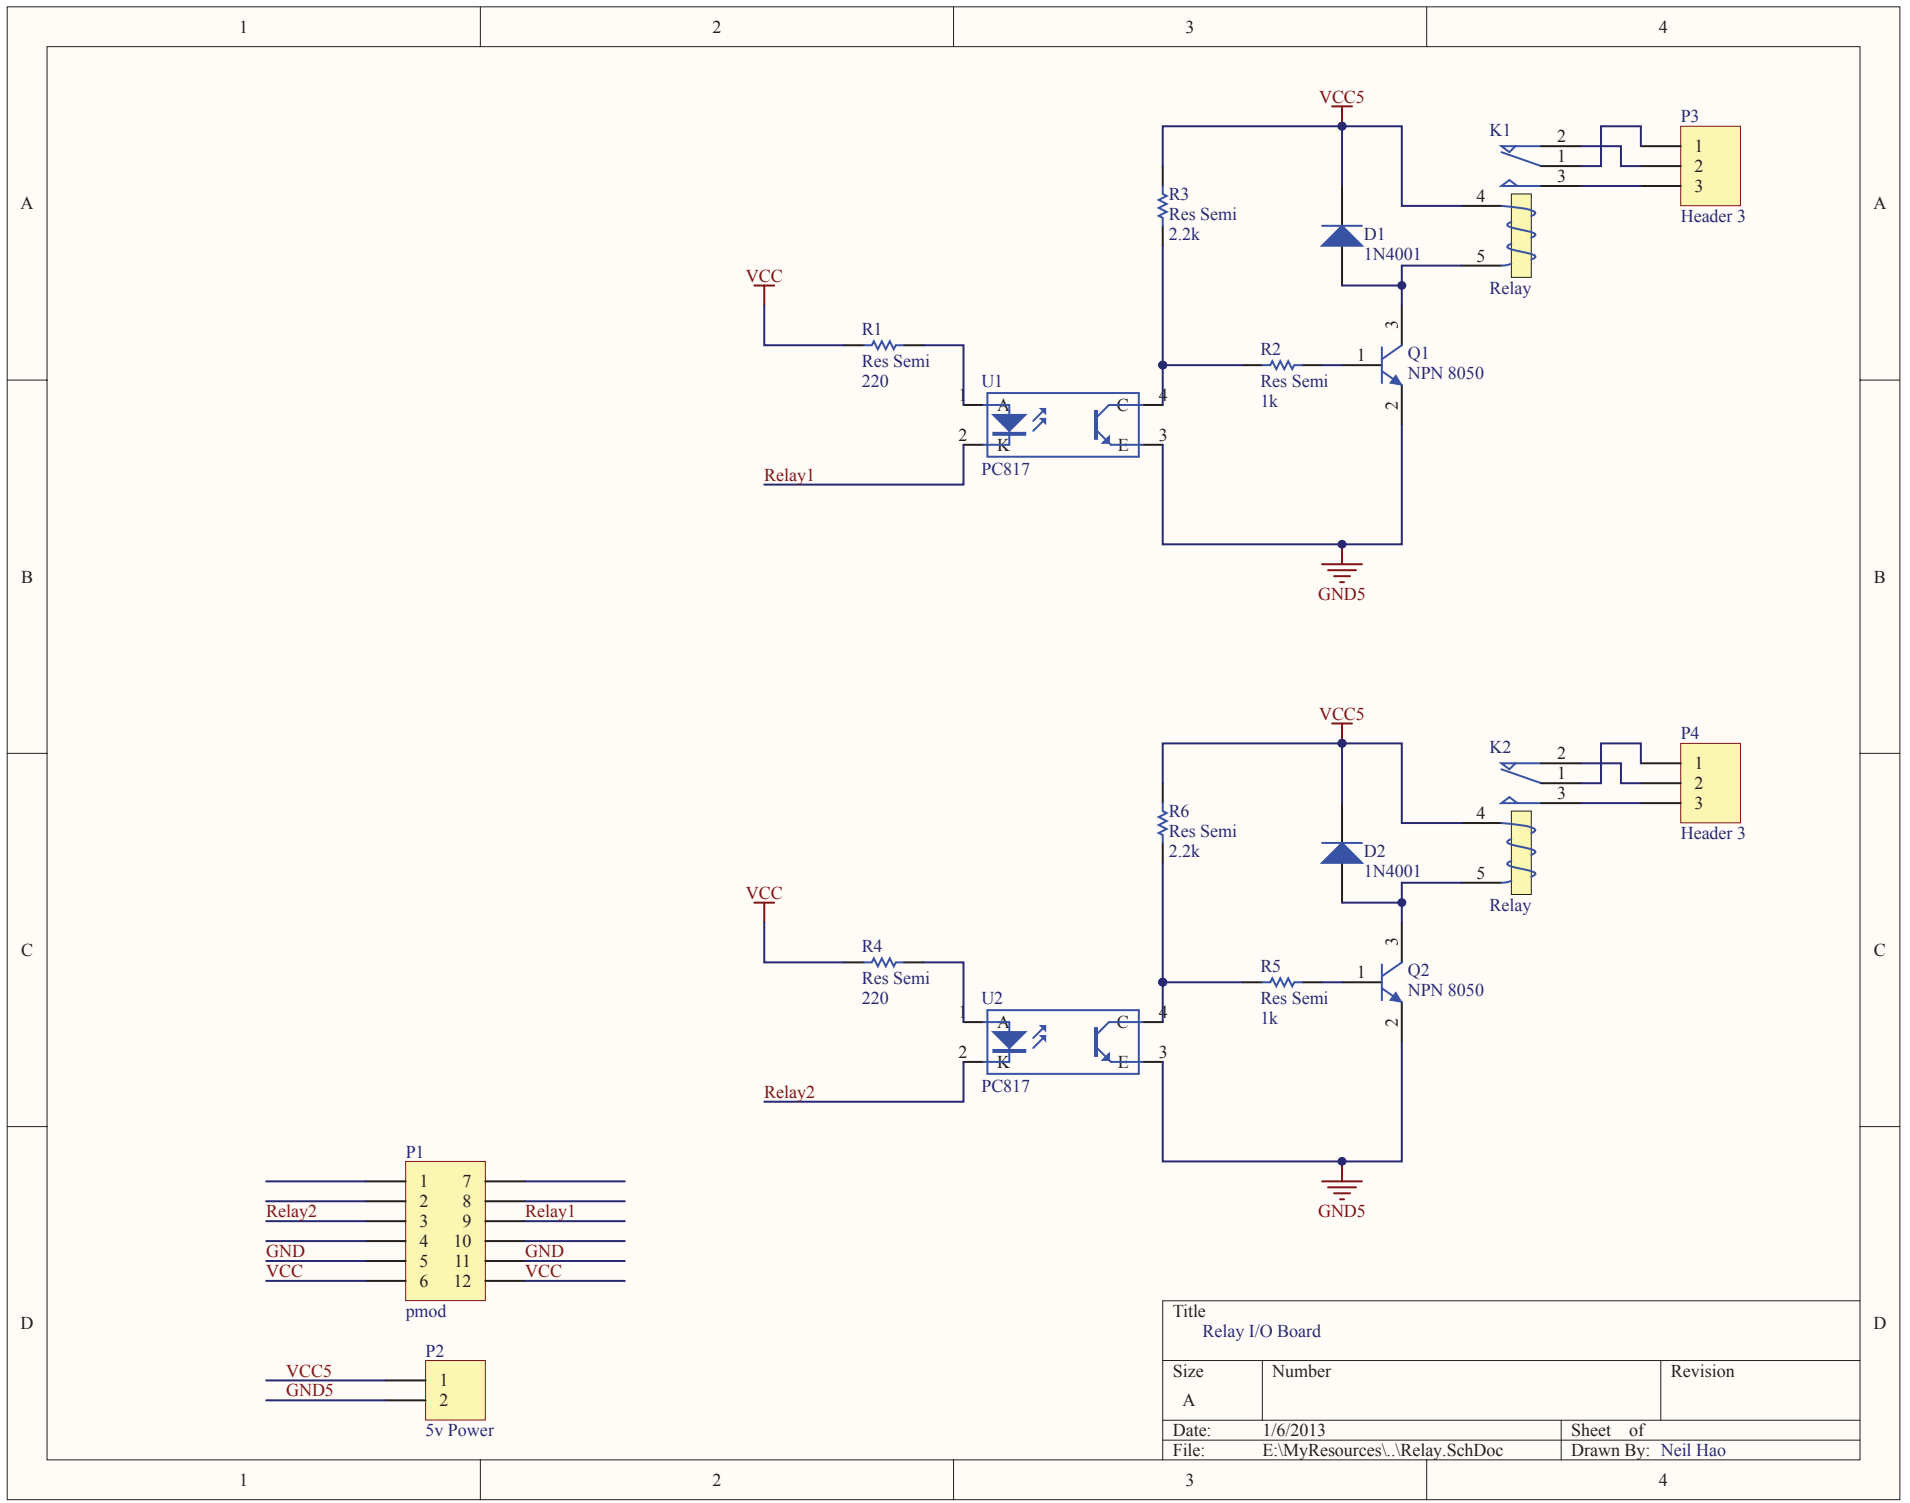 1 2 3 4
A
A
VCC5
K1
2
1
3
P3
1
2
3
Header 3
R3
Res Semi
2.2k
4
D1
1N4001
5
Relay
VCC
R1
Res Semi
220
3
R2
Res Semi
1k
1
Q1
NPN 8050
2
U1
1
A
C
4
2
K
E
3
PC817
Relay1
B
B
GND5
VCC5
K2
2
1
3
P4
1
2
3
Header 3
R6
Res Semi
2.2k
4
D2
1N4001
5
Relay
VCC
R4
Res Semi
220
3
C
C
R5
Res Semi
1k
1
Q2
NPN 8050
2
U2
1
A
C
4
2
K
E
3
PC817
Relay2
GND5
P1
1 7
2 8
Relay2 3 9 Relay1
4 10
GND 5 11 GND
VCC 6 12 VCC
pmod
D
D
P2
VCC5 1
GND5 2
5v Power
Title
Relay I/O Board
Size Number Revision
A
Date: 1/6/2013 Sheet of
File: E:\MyResources\..\Relay.SchDoc Drawn By: Neil Hao
1 2 3 4